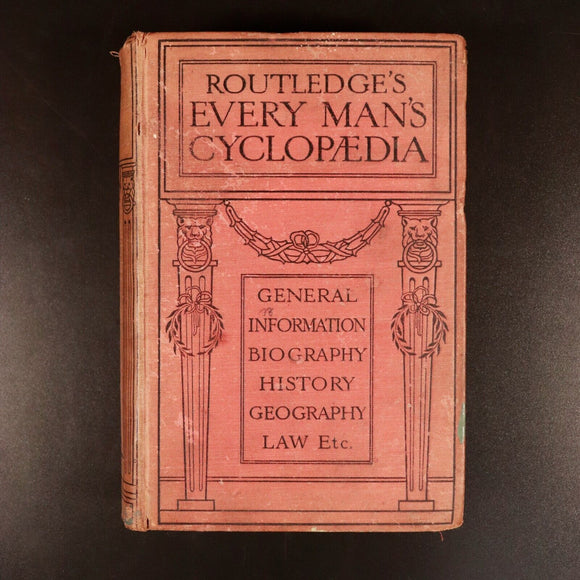 ROUTLEDGE'S
EVERY MAN'S
CYCLOPÆDIA
GENERAL
INFORMATION
BIOGRAPHY
HISTORY
GEOGRAPHY
LAW Etc.